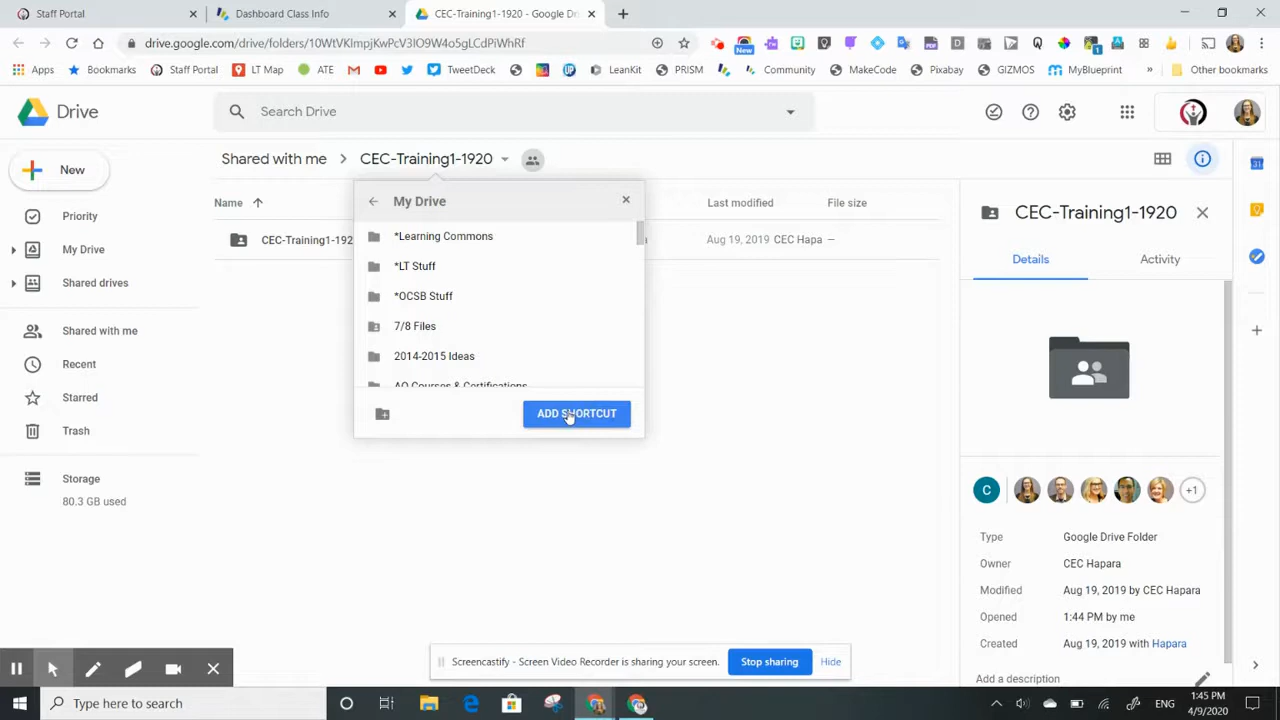 Staff Portal
Dashboard Class Info
CEC-Training1-1920 - Google Dr
drive.google.com/drive/folders/10WtVKImpjKwPcV3IO9W4o5gLCdPiWhRf
New
Apps
Bookmarks
Staff Portal
LT Map
ATE
TweetDeck
LeanKit
PRISM
Community
MakeCode
Pixabay
GIZMOS
MyBlueprint
»
Other bookmarks
Drive
Search Drive
New
Shared with me > CEC-Training1-1920
Name
Last modified
File size
CEC-Training1-192
Aug 19, 2019 CEC Hapa
—
Priority
My Drive
Shared drives
Shared with me
Recent
Starred
Trash
Storage
80.3 GB used
My Drive
*Learning Commons
*LT Stuff
*OCSB Stuff
7/8 Files
2014-2015 Ideas
AQ Courses & Certifications
ADD SHORTCUT
CEC-Training1-1920
Details
Activity
C
+1
Type
Google Drive Folder
Owner
CEC Hapara
Modified
Aug 19, 2019 by CEC Hapara
Opened
1:44 PM by me
Created
Aug 19, 2019 with Hapara
Add a description
Screencastify - Screen Video Recorder is sharing your screen.
Stop sharing
Hide
Type here to search
ENG
1:45 PM
4/9/2020